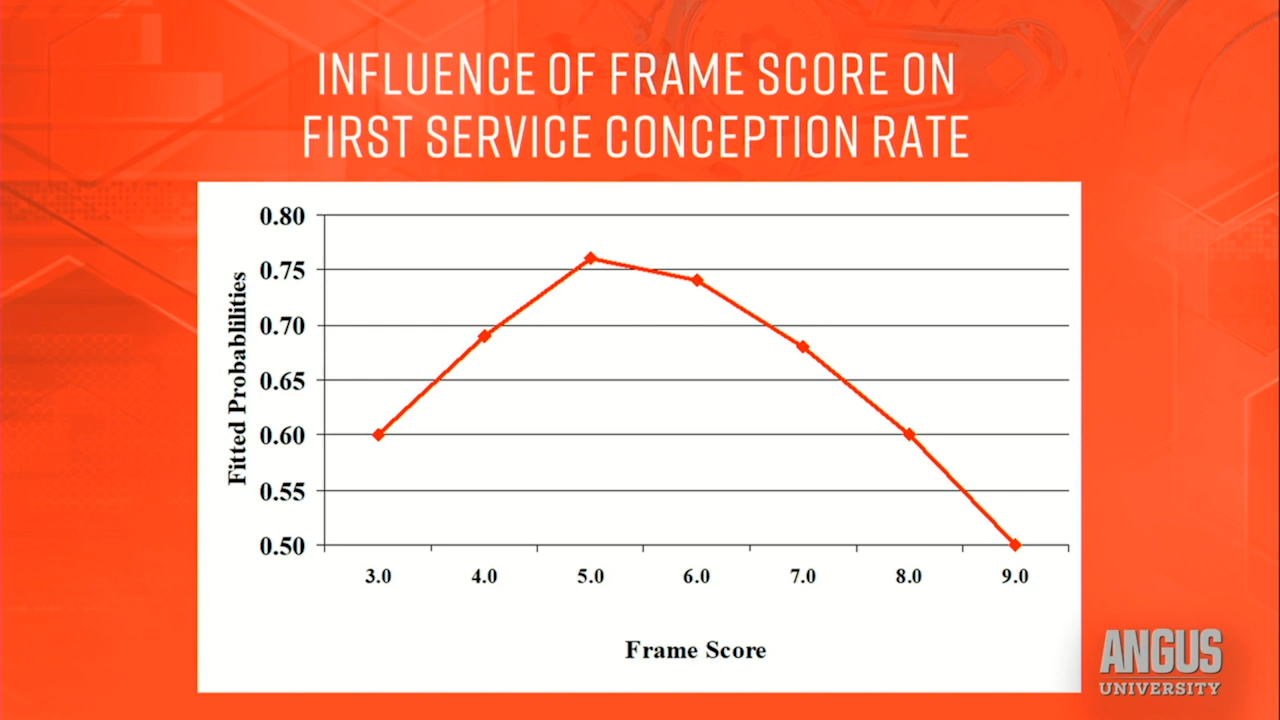 INFLUENCE OF FRAME SCORE ON
FIRST SERVICE CONCEPTION RATE
0.80
0.75
0.70
0.65
0.60
0.55
0.50
Fitted Probablilities
3.0 4.0 5.0 6.0 7.0 8.0 9.0
Frame Score
ANGUS
UNIVERSITY